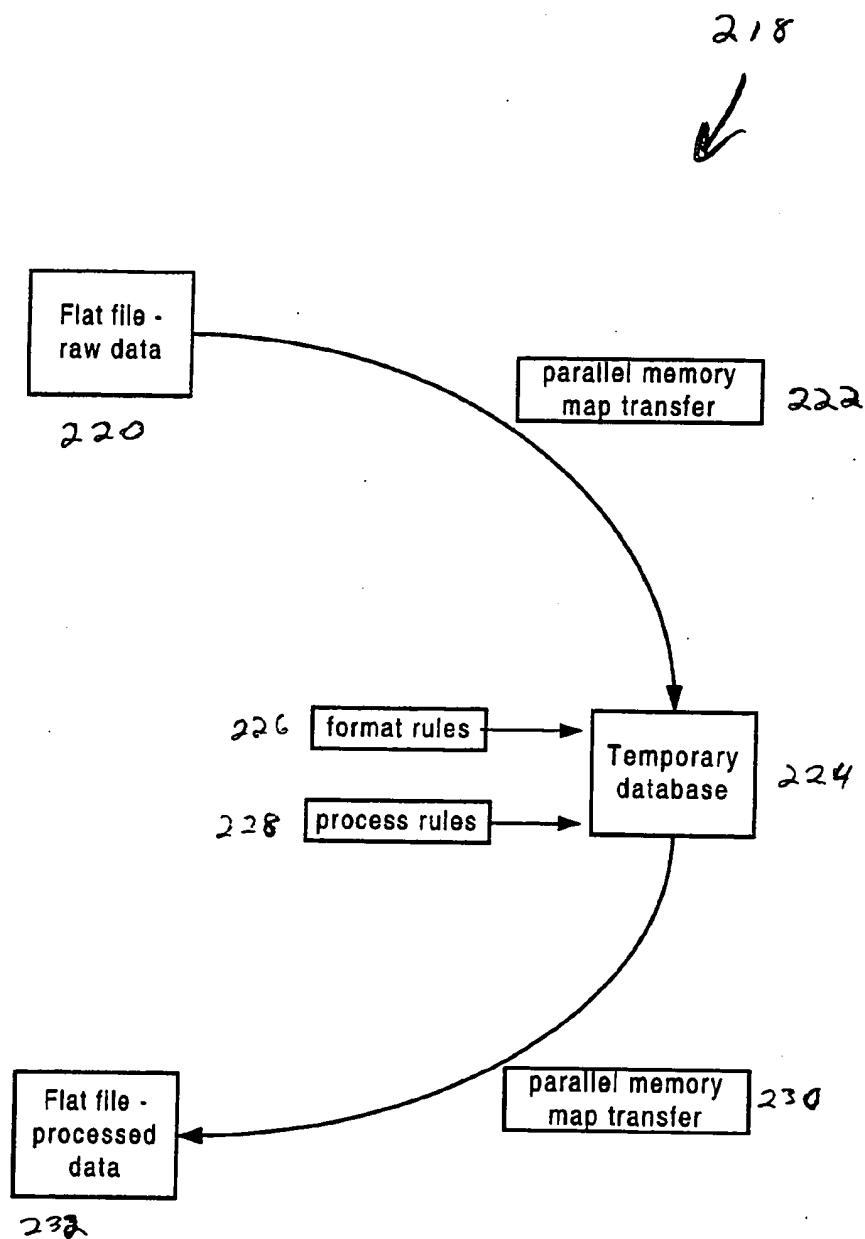 218
Flat file -
raw data
220
parallel memory
map transfer
222
226
format rules
Temporary
database
224
228
process rules
parallel memory
map transfer
230
Flat file -
processed
data
232